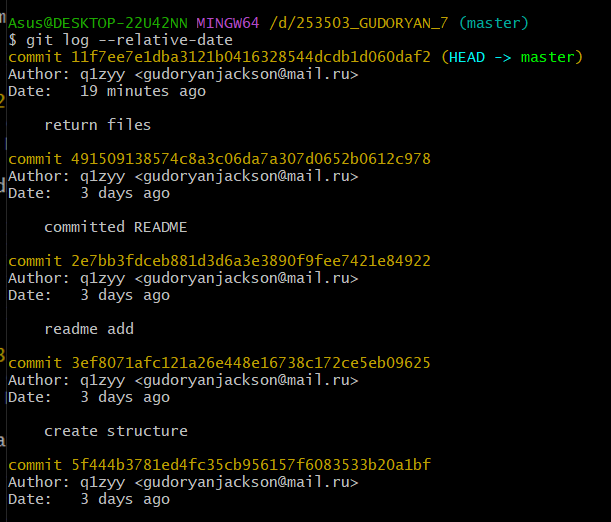 Asus@DESKTOP-22U42NN MINGW64 /d/253503_GUDORYAN_7 (master)
$ git log --relative-date
commit 11f7ee7e1dba3121b0416328544dcdb1d060daf2 (HEAD -> master)
Author: q1zyy <gudoryanjackson@mail.ru>
Date:   19 minutes ago
    return files
commit 491509138574c8a3c06da7a307d0652b0612c978
Author: q1zyy <gudoryanjackson@mail.ru>
Date:   3 days ago
    committed README
commit 2e7bb3fdceb881d3d6a3e3890f9fee7421e84922
Author: q1zyy <gudoryanjackson@mail.ru>
Date:   3 days ago
    readme add
commit 3ef8071afc121a26e448e16738c172ce5eb09625
Author: q1zyy <gudoryanjackson@mail.ru>
Date:   3 days ago
    create structure
commit 5f444b3781ed4fc35cb956157f6083533b20a1bf
Author: q1zyy <gudoryanjackson@mail.ru>
Date:   3 days ago